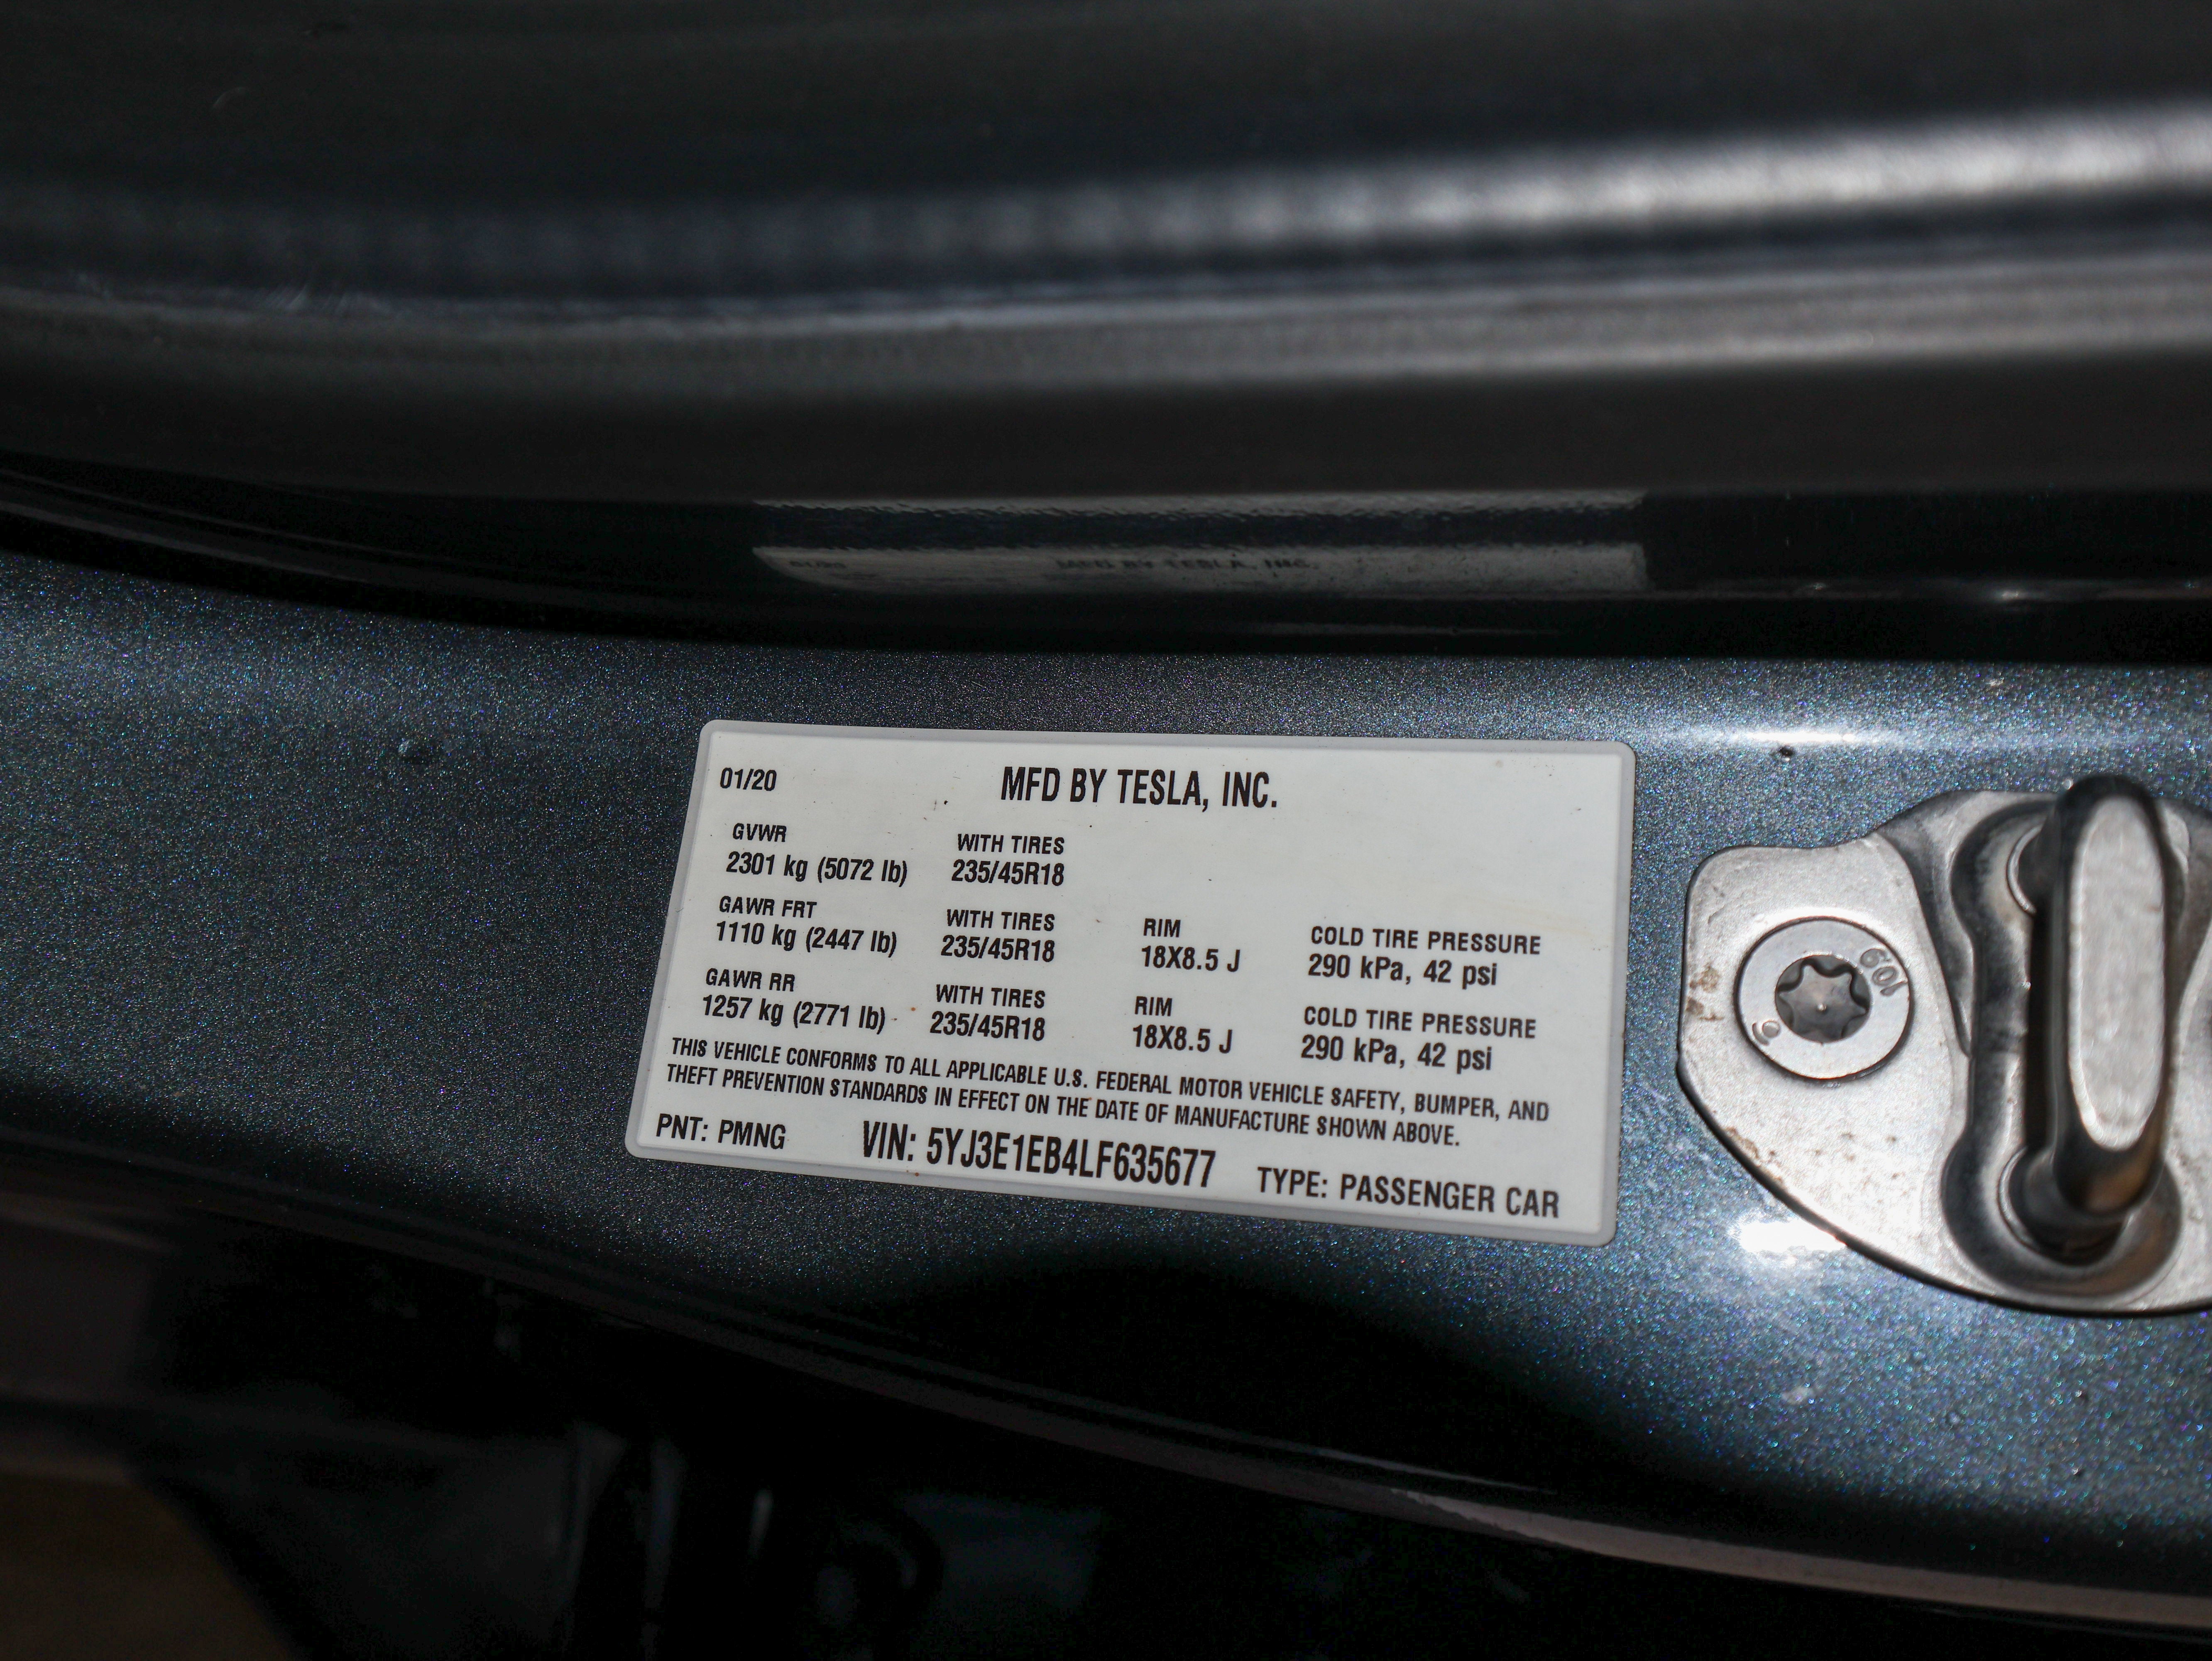 MFD BY TESLA, INC.
01/20 MFD BY TESLA, INC.
GVWR WITH TIRES
2301 kg (5072 lb) 235/45R18
GAWR FRT WITH TIRES RIM COLD TIRE PRESSURE
1110 kg (2447 lb) 235/45R18 18X8.5 J 290 kPa, 42 psi
GAWR RR WITH TIRES RIM COLD TIRE PRESSURE
1257 kg (2771 lb) 235/45R18 18X8.5 J 290 kPa, 42 psi
THIS VEHICLE CONFORMS TO ALL APPLICABLE U.S. FEDERAL MOTOR VEHICLE SAFETY, BUMPER, AND
THEFT PREVENTION STANDARDS IN EFFECT ON THE DATE OF MANUFACTURE SHOWN ABOVE.
PNT: PMNG VIN: 5YJ3E1EB4LF635677 TYPE: PASSENGER CAR